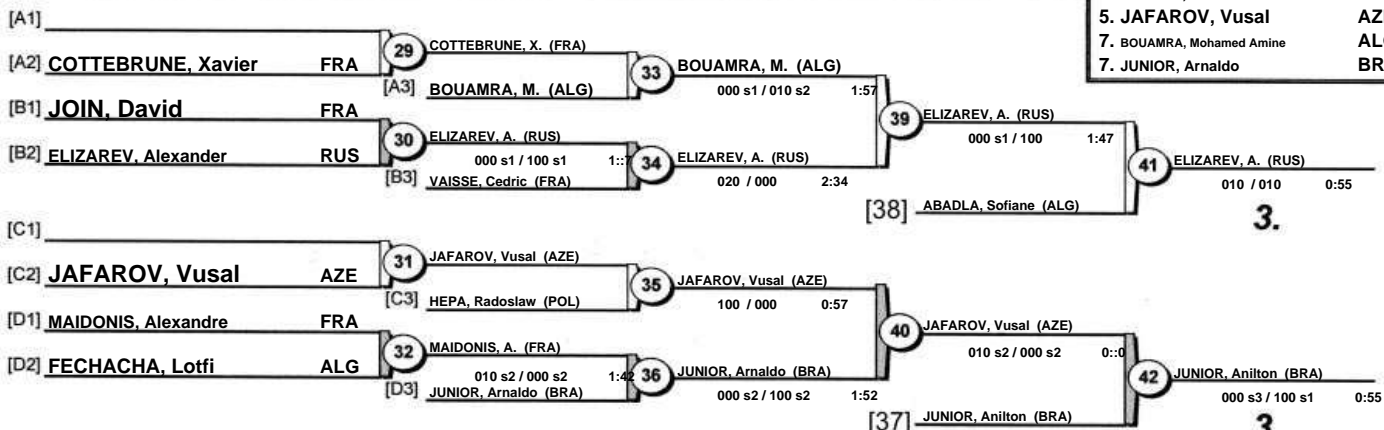 5. JAFAROV, Vusal
7. BOUAMRA, Mohamed Amine
7. JUNIOR, Arnaldo
[A1]
[A2] COTTEBRUNE, Xavier FRA
29
COTTEBRUNE, X. (FRA)
[A3] BOUAMRA, M. (ALG)
33
BOUAMRA, M. (ALG)
000 s1 / 010 s2 1:57
[B1] JOIN, David FRA
[B2] ELIZAREV, Alexander RUS
30
ELIZAREV, A. (RUS)
000 s1 / 100 s1
[B3] VAISSE, Cedric (FRA)
34
ELIZAREV, A. (RUS)
020 / 000 2:34
39
ELIZAREV, A. (RUS)
000 s1 / 100 1:47
[38] ABADLA, Sofiane (ALG)
41
ELIZAREV, A. (RUS)
010 / 010 0:55
3.
[C1]
[C2] JAFAROV, Vusal AZE
31
JAFAROV, Vusal (AZE)
[C3] HEPA, Radoslaw (POL)
35
JAFAROV, Vusal (AZE)
100 / 000 0:57
[D1] MAIDONIS, Alexandre FRA
[D2] FECHACHA, Lotfi ALG
32
MAIDONIS, A. (FRA)
010 s2 / 000 s2 1:42
[D3] JUNIOR, Arnaldo (BRA)
36
JUNIOR, Arnaldo (BRA)
000 s2 / 100 s2 1:52
40
JAFAROV, Vusal (AZE)
010 s2 / 000 s2
[37] JUNIOR, Anilton (BRA)
42
JUNIOR, Anilton (BRA)
000 s3 / 100 s1 0:55